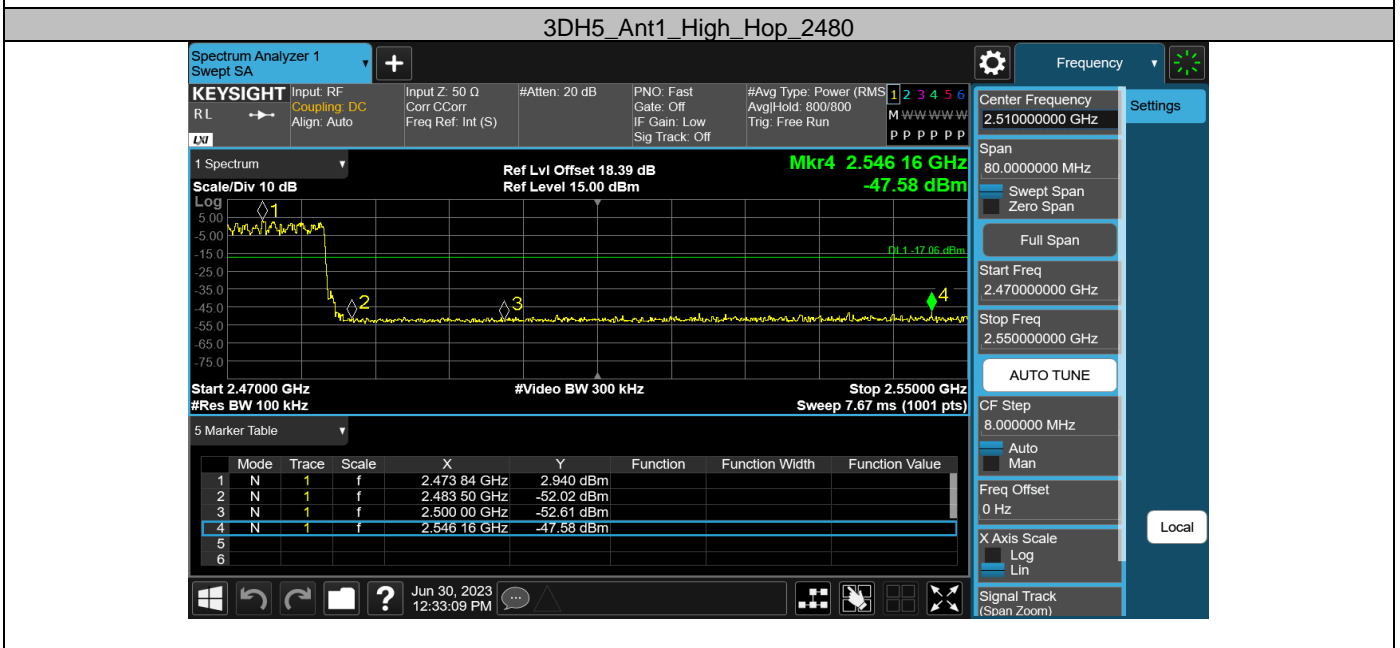 3DH5_Ant1_High_Hop_2480
Spectrum Analyzer 1
Swept SA
Frequency
KEYSIGHT
RL
LXI
Input: RF
Coupling: DC
Align: Auto
Input Z: 50 Ω
Corr CCorr
Freq Ref: Int (S)
#Atten: 20 dB
PNO: Fast
Gate: Off
IF Gain: Low
Sig Track: Off
#Avg Type: Power (RMS
Avg|Hold: 800/800
Trig: Free Run
1 2 3 4 5 6
M W W W W W
P P P P P P
1 Spectrum
Scale/Div 10 dB
Ref Lvl Offset 18.39 dB
Ref Level 15.00 dBm
Mkr4 2.546 16 GHz
-47.58 dBm
Log
5.00
-5.00
-15.0
-25.0
-35.0
-45.0
-55.0
-65.0
-75.0
1
2
3
4
DL1 -17.06 dBm
Start 2.47000 GHz
#Res BW 100 kHz
#Video BW 300 kHz
Stop 2.55000 GHz
Sweep 7.67 ms (1001 pts)
5 Marker Table
Mode Trace Scale X Y Function Function Width Function Value
1 N 1 f 2.473 84 GHz 2.940 dBm
2 N 1 f 2.483 50 GHz -52.02 dBm
3 N 1 f 2.500 00 GHz -52.61 dBm
4 N 1 f 2.546 16 GHz -47.58 dBm
5
6
Jun 30, 2023
12:33:09 PM
?
Center Frequency
2.510000000 GHz
Settings
Span
80.0000000 MHz
Swept Span
Zero Span
Full Span
Start Freq
2.470000000 GHz
Stop Freq
2.550000000 GHz
AUTO TUNE
CF Step
8.000000 MHz
Auto
Man
Freq Offset
0 Hz
X Axis Scale
Log
Lin
Local
Signal Track
(Span Zoom)